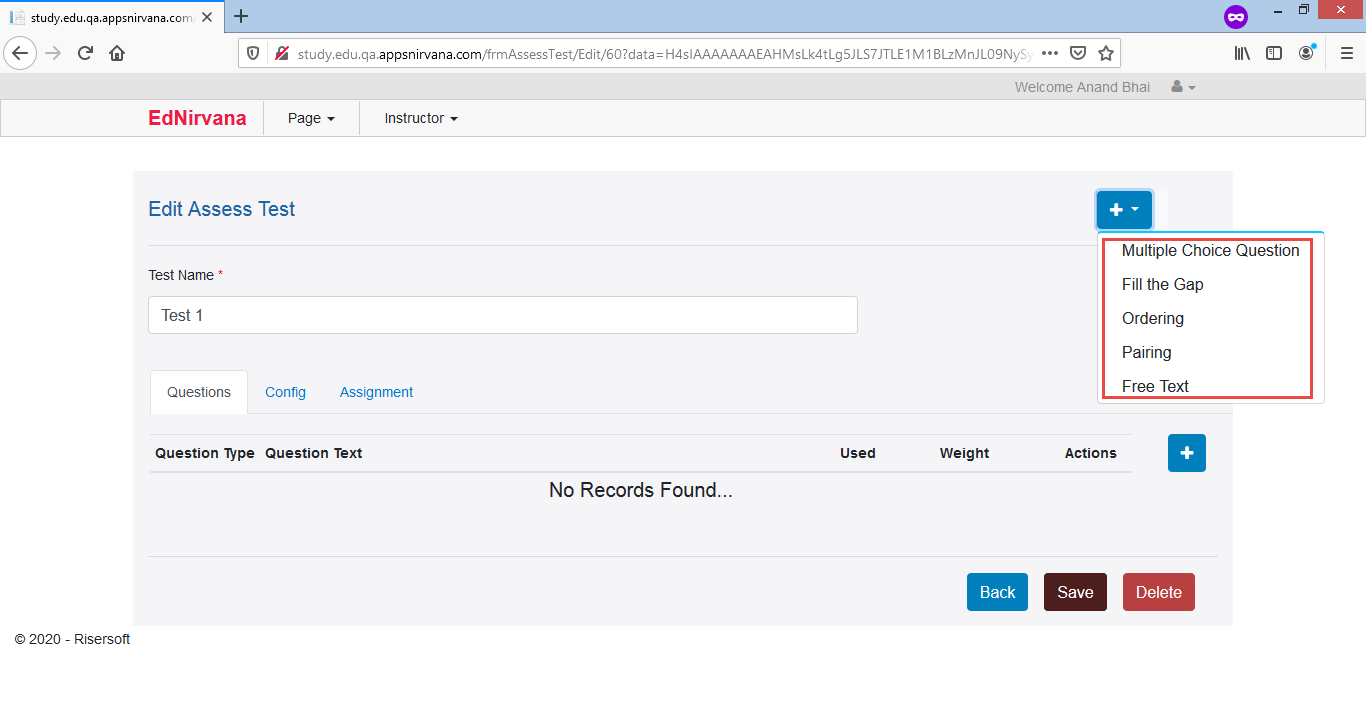 study.edu.qa.appsnirvana.com/
study.edu.qa.appsnirvana.com/frmAssessTest/Edit/60?data=H4sIAAAAAAAEAHMsLk4tLg5JLS7JTLE1M1BLzMnJL09NySy
Welcome Anand Bhai
EdNirvana Page Instructor
Edit Assess Test
Multiple Choice Question
Fill the Gap
Ordering
Pairing
Free Text
Test Name *
Test 1
Questions Config Assignment
Question Type Question Text Used Weight Actions
No Records Found...
Back Save Delete
© 2020 - Risersoft